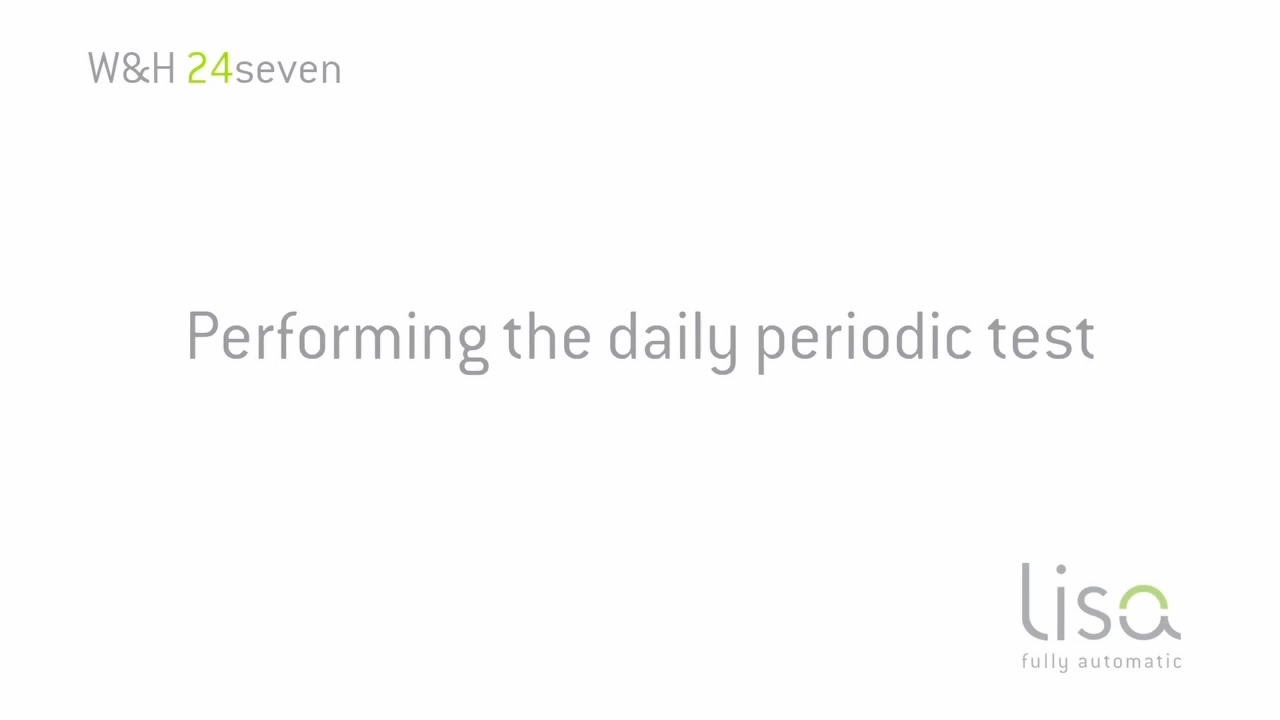 W&H 24seven
Performing the daily periodic test
lisa
fully automatic